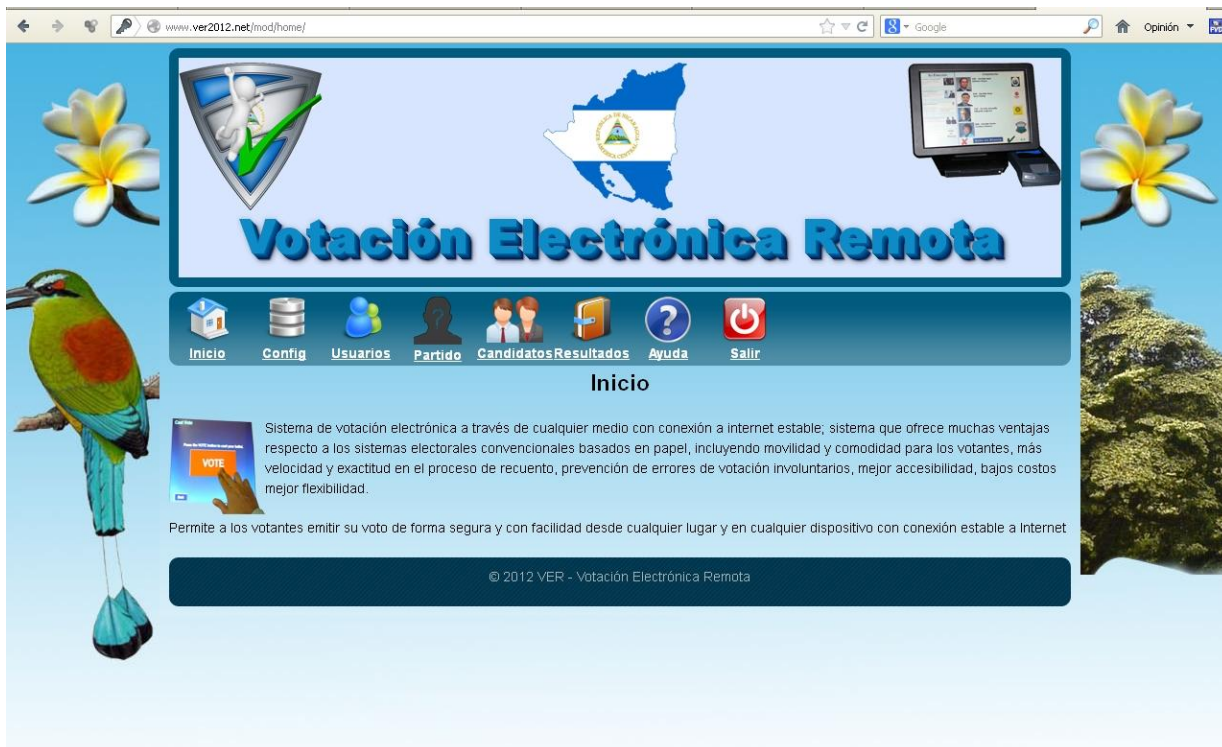 www.ver2012.net/mod/home/
Google
Opinión
Votación Electrónica Remota
Inicio Config Usuarios Partido Candidatos Resultados Ayuda Salir
Inicio
VOTE
Sistema de votación electrónica a través de cualquier medio con conexión a internet estable; sistema que ofrece muchas ventajas
respecto a los sistemas electorales convencionales basados en papel, incluyendo movilidad y comodidad para los votantes, más
velocidad y exactitud en el proceso de recuento, prevención de errores de votación involuntarios, mejor accesibilidad, bajos costos
mejor flexibilidad.
Permite a los votantes emitir su voto de forma segura y con facilidad desde cualquier lugar y en cualquier dispositivo con conexión estable a Internet
© 2012 VER - Votación Electrónica Remota